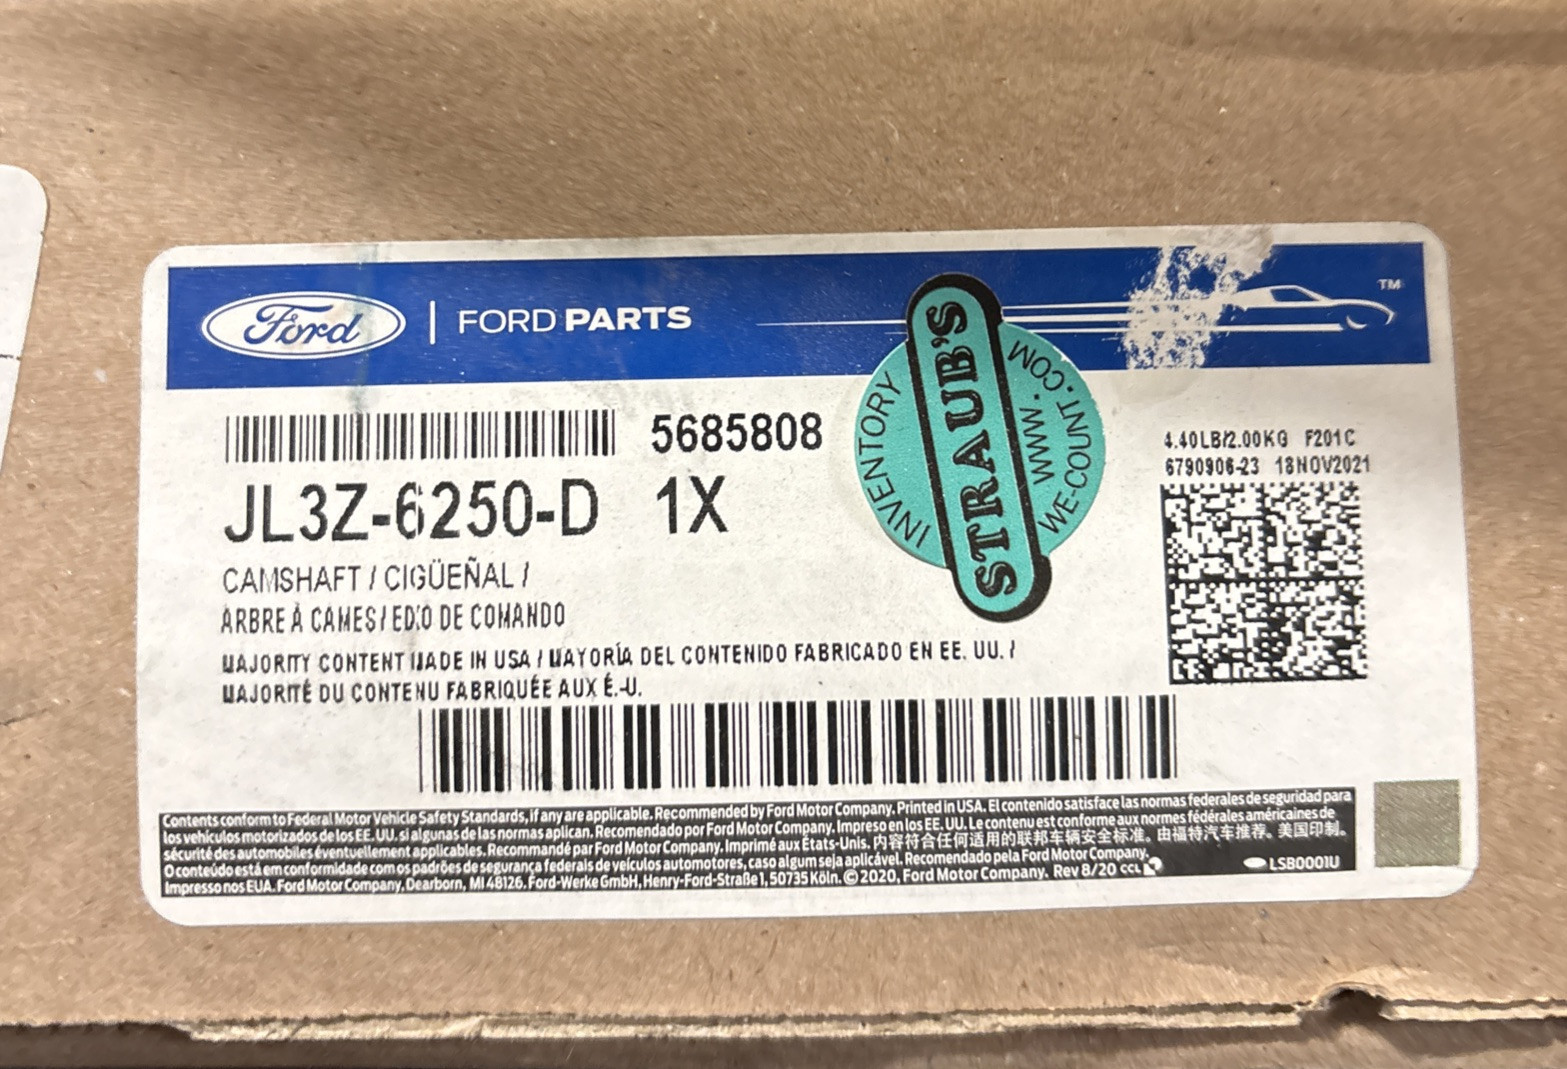 Ford | FORD PARTS TM
5685808
JL3Z-6250-D 1X
CAMSHAFT / CIGÜEÑAL /
ARBRE À CAMES / EIXO DE COMANDO
MAJORITY CONTENT MADE IN USA / MAYORÍA DEL CONTENIDO FABRICADO EN EE. UU. /
MAJORITÉ DU CONTENU FABRIQUÉE AUX É.-U.
INVENTORY
STRAUB'S
WWW.
WE-COUNT.COM
4.40LB/2.00KG F201C
6790906-23 18NOV2021
Contents conform to Federal Motor Vehicle Safety Standards, if any are applicable. Recommended by Ford Motor Company. Printed in USA. El contenido satisface las normas federales de seguridad para
los vehículos motorizados de los EE. UU. si algunas de las normas aplican. Recomendado por Ford Motor Company. Impreso en los EE. UU. Le contenu est conforme aux normes fédérales américaines de
sécurité des automobiles éventuellement applicables. Recommandé par Ford Motor Company. Imprimé aux États-Unis. 内容符合任何适用的联邦车辆安全标准。由福特汽车推荐。美国印制。
O conteúdo está em conformidade com os padrões de segurança federais de veículos automotores, caso algum seja aplicável. Recomendado pela Ford Motor Company.
Impresso nos EUA. Ford Motor Company, Dearborn, MI 48126. Ford-Werke GmbH, Henry-Ford-Straße 1, 50735 Köln. © 2020, Ford Motor Company. Rev 8/20 CCL
LSB0001U